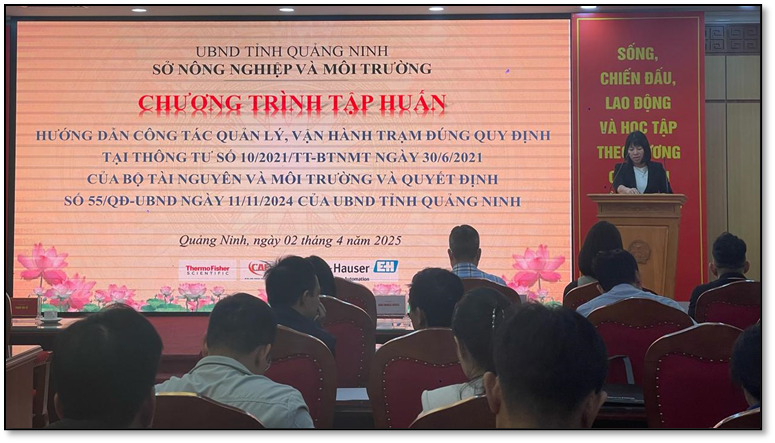 UBND TỈNH QUẢNG NINH
SỞ NÔNG NGHIỆP VÀ MÔI TRƯỜNG
CHƯƠNG TRÌNH TẬP HUẤN
HƯỚNG DẪN CÔNG TÁC QUẢN LÝ, VẬN HÀNH TRẠM ĐÚNG QUY ĐỊNH
TẠI THÔNG TƯ SỐ 10/2021/TT-BTNMT NGÀY 30/6/2021
CỦA BỘ TÀI NGUYÊN VÀ MÔI TRƯỜNG VÀ QUYẾT ĐỊNH
SỐ 55/QĐ-UBND NGÀY 11/11/2024 CỦA UBND TỈNH QUẢNG NINH
Quảng Ninh, ngày 02 tháng 4 năm 2025
ThermoFisher
SCIENTIFIC
Hauser
EH
Automation
SỐNG,
CHIẾN ĐẤU,
LAO ĐỘNG
VÀ HỌC TẬP